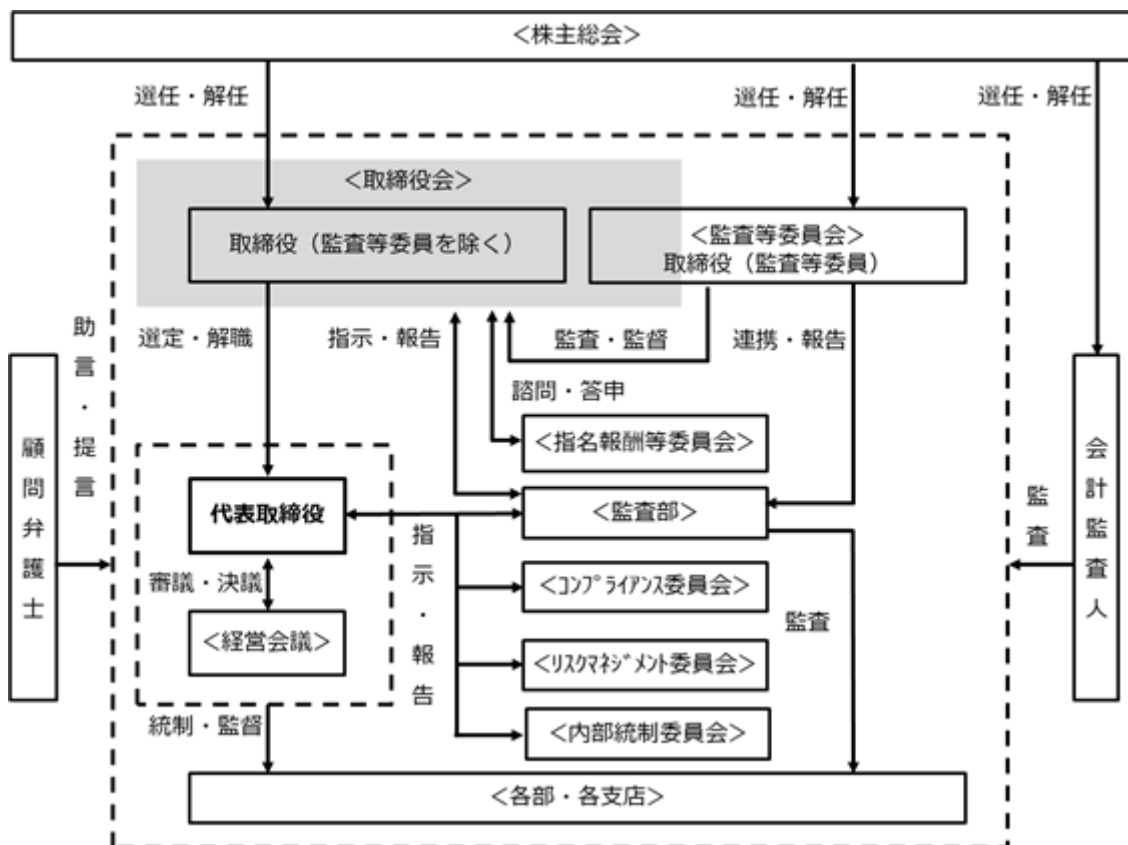 ＜株主総会＞
選任・解任
選任・解任
選任・解任
＜取締役会＞
取締役（監査等委員を除く）
＜監査等委員会＞
取締役（監査等委員）
選定・解職
指示・報告
監査・監督
連携・報告
諮問・答申
＜指名報酬等委員会＞
助言・提言
顧問弁護士
代表取締役
＜監査部＞
会計監査人
監査
審議・決議
＜経営会議＞
指示・報告
＜ｺﾝﾌﾟﾗｲｱﾝｽ委員会＞
監査
＜ﾘｽｸﾏﾈｼﾞﾒﾝﾄ委員会＞
統制・監督
＜内部統制委員会＞
＜各部・各支店＞